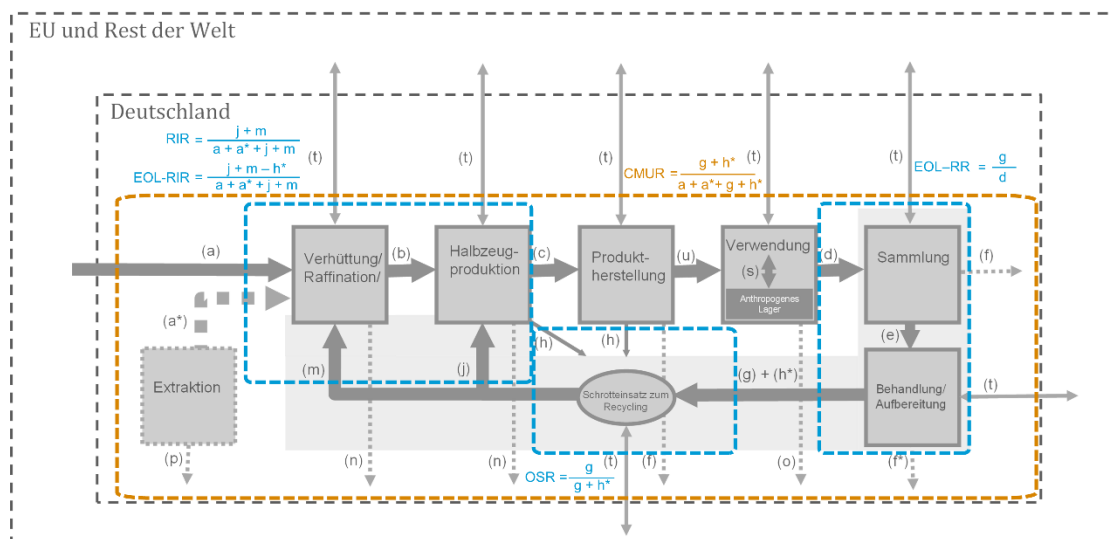 EU und Rest der Welt
Deutschland
RIR = j + m / a + a* + j + m
EOL-RIR = j + m – h* / a + a* + j + m
(t)
(t)
(t)
CMUR = g + h* / a + a* + g + h*
(t)
(t)
EOL–RR = g / d
(a)
Verhüttung/
Raffination/
(b)
Halbzeug-
produktion
(c)
Produkt-
herstellung
(u)
Verwendung
(s)
Anthropogenes
Lager
(d)
Sammlung
(f)
(a*)
(h)
(h)
(e)
Extraktion
(m)
(j)
Schrotteinsatz zum
Recycling
(g) + (h*)
Behandlung/
Aufbereitung
(t)
(p)
(n)
(n)
(t)
(f)
(o)
(f*)
OSR = g / g + h*